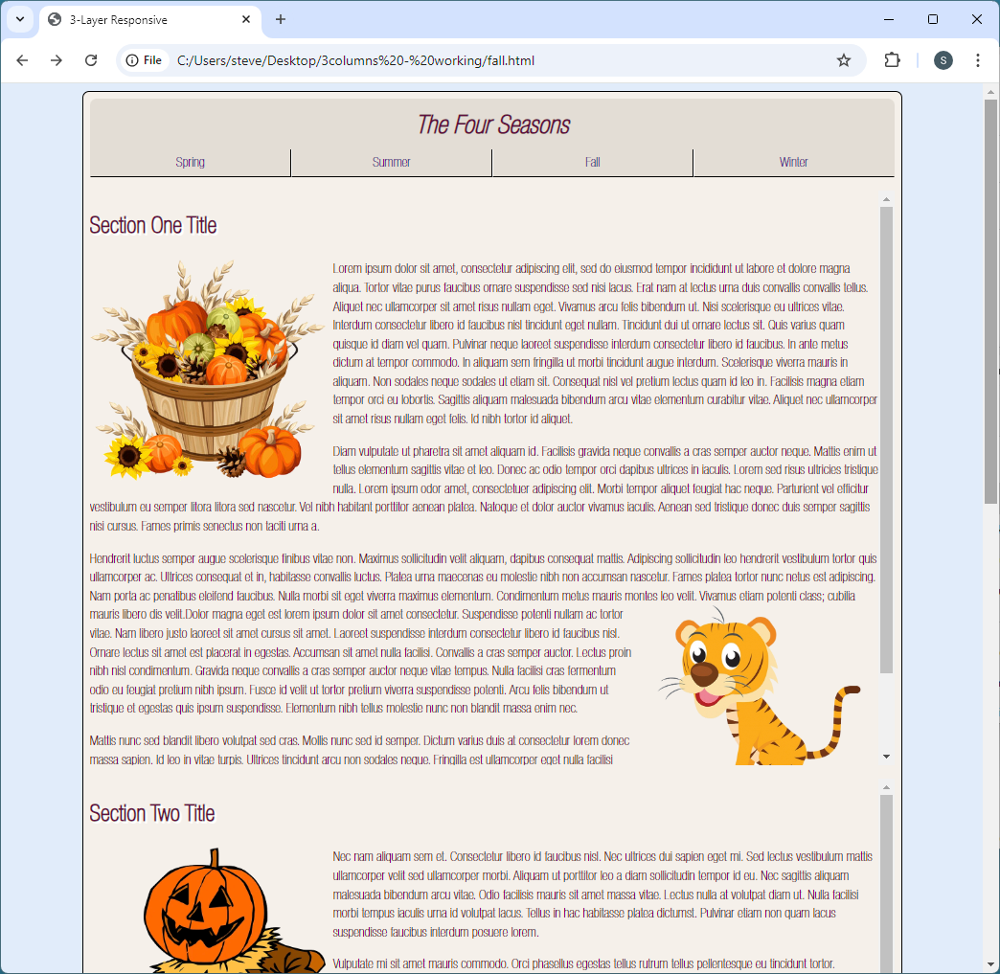 3-Layer Responsive
File
C:/Users/steve/Desktop/3columns%20-%20working/fall.html
S
The Four Seasons
Spring
Summer
Fall
Winter
Section One Title
Lorem ipsum dolor sit amet, consectetur adipiscing elit, sed do eiusmod tempor incididunt ut labore et dolore magna
aliqua. Tortor vitae purus faucibus ornare suspendisse sed nisi lacus. Erat nam at lectus urna duis convallis convallis tellus.
Aliquet nec ullamcorper sit amet risus nullam eget. Vivamus arcu felis bibendum ut. Nisi scelerisque eu ultrices vitae.
Interdum consectetur libero id faucibus nisl tincidunt eget nullam. Tincidunt dui ut ornare lectus sit. Quis varius quam
quisque id diam vel quam. Pulvinar neque laoreet suspendisse interdum consectetur libero id faucibus. In ante metus
dictum at tempor commodo. In aliquam sem fringilla ut morbi tincidunt augue interdum. Scelerisque viverra mauris in
aliquam. Non sodales neque sodales ut etiam sit. Consequat nisl vel pretium lectus quam id leo in. Facilisis magna etiam
tempor orci eu lobortis. Sagittis aliquam malesuada bibendum arcu vitae elementum curabitur vitae. Aliquet nec ullamcorper
sit amet risus nullam eget felis. Id nibh tortor id aliquet.
Diam vulputate ut pharetra sit amet aliquam id. Facilisis gravida neque convallis a cras semper auctor neque. Mattis enim ut
tellus elementum sagittis vitae et leo. Donec ac odio tempor orci dapibus ultrices in iaculis. Lorem sed risus ultricies tristique
nulla. Lorem ipsum odor amet, consectetuer adipiscing elit. Morbi tempor aliquet feugiat hac neque. Parturient vel efficitur
vestibulum eu semper litora litora sed nascetur. Vel nibh habitant porttitor aenean platea. Natoque et dolor auctor vivamus iaculis. Aenean sed tristique donec duis semper sagittis
nisi cursus. Fames primis senectus non taciti urna a.
Hendrerit luctus semper augue scelerisque finibus vitae non. Maximus sollicitudin velit aliquam, dapibus consequat mattis. Adipiscing sollicitudin leo hendrerit vestibulum tortor quis
ullamcorper ac. Ultrices consequat et in, habitasse convallis luctus. Platea urna maecenas eu molestie nibh non accumsan nascetur. Fames platea tortor nunc netus est adipiscing.
Nam porta ac penatibus eleifend faucibus. Nulla morbi sit eget viverra maximus elementum. Condimentum metus mauris montes leo velit. Vivamus etiam potenti class; cubilia
mauris libero dis velit.Dolor magna eget est lorem ipsum dolor sit amet consectetur. Suspendisse potenti nullam ac tortor
vitae. Nam libero justo laoreet sit amet cursus sit amet. Laoreet suspendisse interdum consectetur libero id faucibus nisl.
Ornare lectus sit amet est placerat in egestas. Accumsan sit amet nulla facilisi. Convallis a cras semper auctor. Lectus proin
nibh nisl condimentum. Gravida neque convallis a cras semper auctor neque vitae tempus. Nulla facilisi cras fermentum
odio eu feugiat pretium nibh ipsum. Fusce id velit ut tortor pretium viverra suspendisse potenti. Arcu felis bibendum ut
tristique et egestas quis ipsum suspendisse. Elementum nibh tellus molestie nunc non blandit massa enim nec.
Mattis nunc sed blandit libero volutpat sed cras. Mollis nunc sed id semper. Dictum varius duis at consectetur lorem donec
massa sapien. Id leo in vitae turpis. Ultrices tincidunt arcu non sodales neque. Fringilla est ullamcorper eget nulla facilisi
Section Two Title
Nec nam aliquam sem et. Consectetur libero id faucibus nisl. Nec ultrices dui sapien eget mi. Sed lectus vestibulum mattis
ullamcorper velit sed ullamcorper morbi. Aliquam ut porttitor leo a diam sollicitudin tempor id eu. Nec sagittis aliquam
malesuada bibendum arcu vitae. Odio facilisis mauris sit amet massa vitae. Lectus nulla at volutpat diam ut. Nulla facilisi
morbi tempus iaculis urna id volutpat lacus. Tellus in hac habitasse platea dictumst. Pulvinar etiam non quam lacus
suspendisse faucibus interdum posuere lorem.
Vulputate mi sit amet mauris commodo. Orci phasellus egestas tellus rutrum tellus pellentesque eu tincidunt tortor.